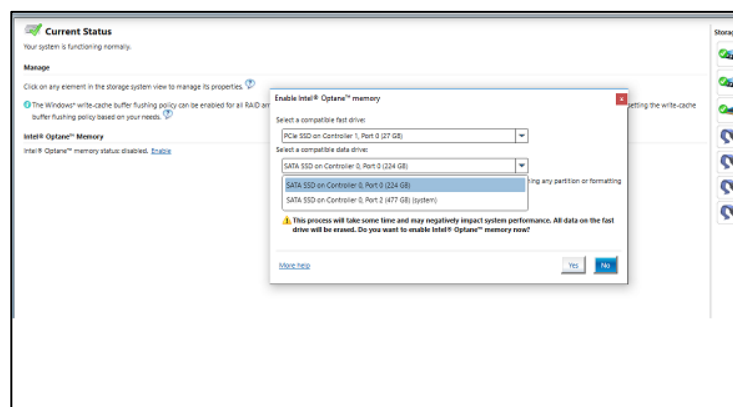 Current Status
Your system is functioning normally.
Manage
Click on any element in the storage system view to manage its properties.
The Windows* write-cache buffer flushing policy can be enabled for all RAID arr
setting the write-cache
buffer flushing policy based on your needs.
Intel® Optane™ Memory
Intel® Optane™ memory status: disabled. Enable
Enable Intel® Optane™ memory
x
Select a compatible fast drive:
PCIe SSD on Controller 1, Port 0 (27 GB)
Select a compatible data drive:
SATA SSD on Controller 0, Port 0 (224 GB)
SATA SSD on Controller 0, Port 0 (224 GB)
ing any partition or formatting
SATA SSD on Controller 0, Port 2 (477 GB) (system)
This process will take some time and may negatively impact system performance. All data on the fast
drive will be erased. Do you want to enable Intel® Optane™ memory now?
More help
Yes
No
Storag